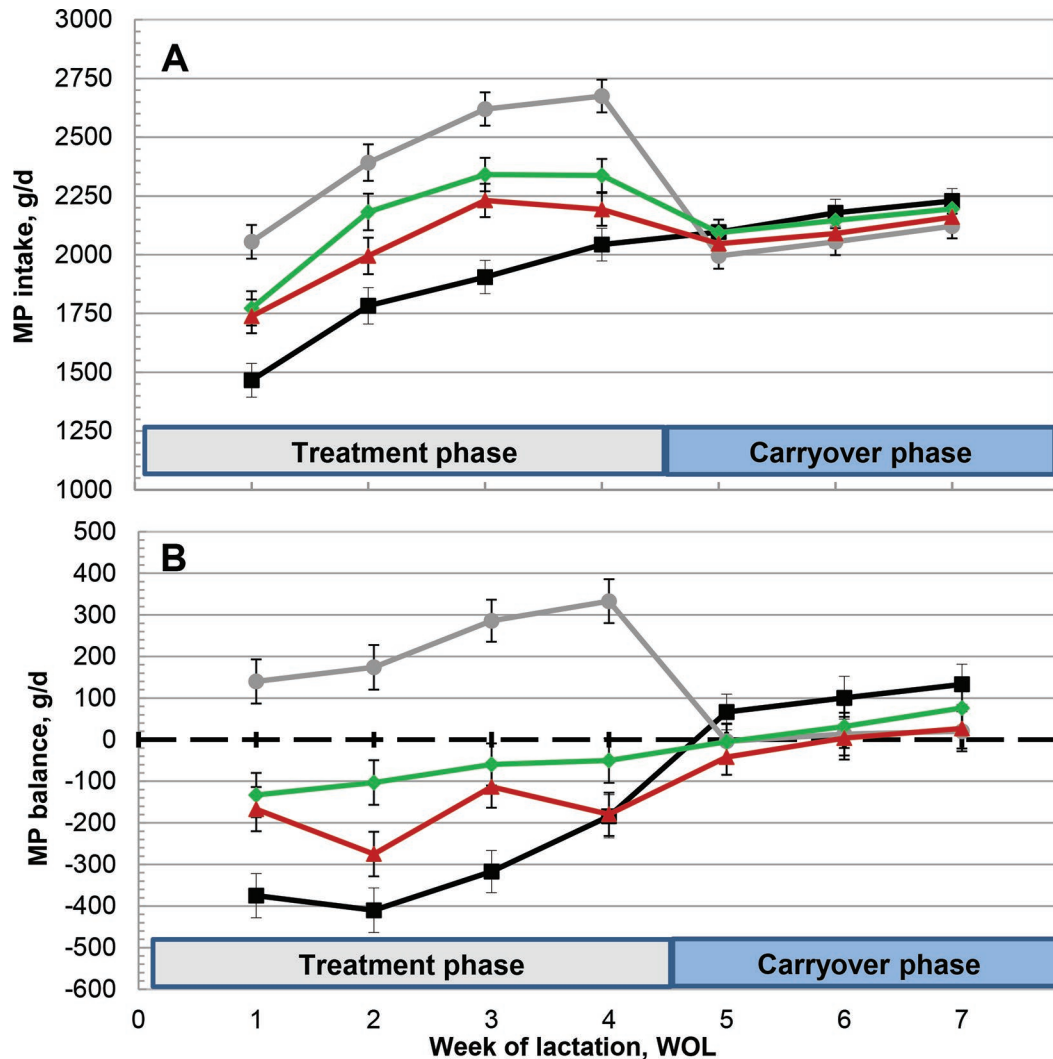 A
MP intake, g/d
3000
2750
2500
2250
2000
1750
1500
1250
1000
Treatment phase
Carryover phase
B
MP balance, g/d
500
400
300
200
100
0
-100
-200
-300
-400
-500
-600
Treatment phase
Carryover phase
0 1 2 3 4 5 6 7
Week of lactation, WOL